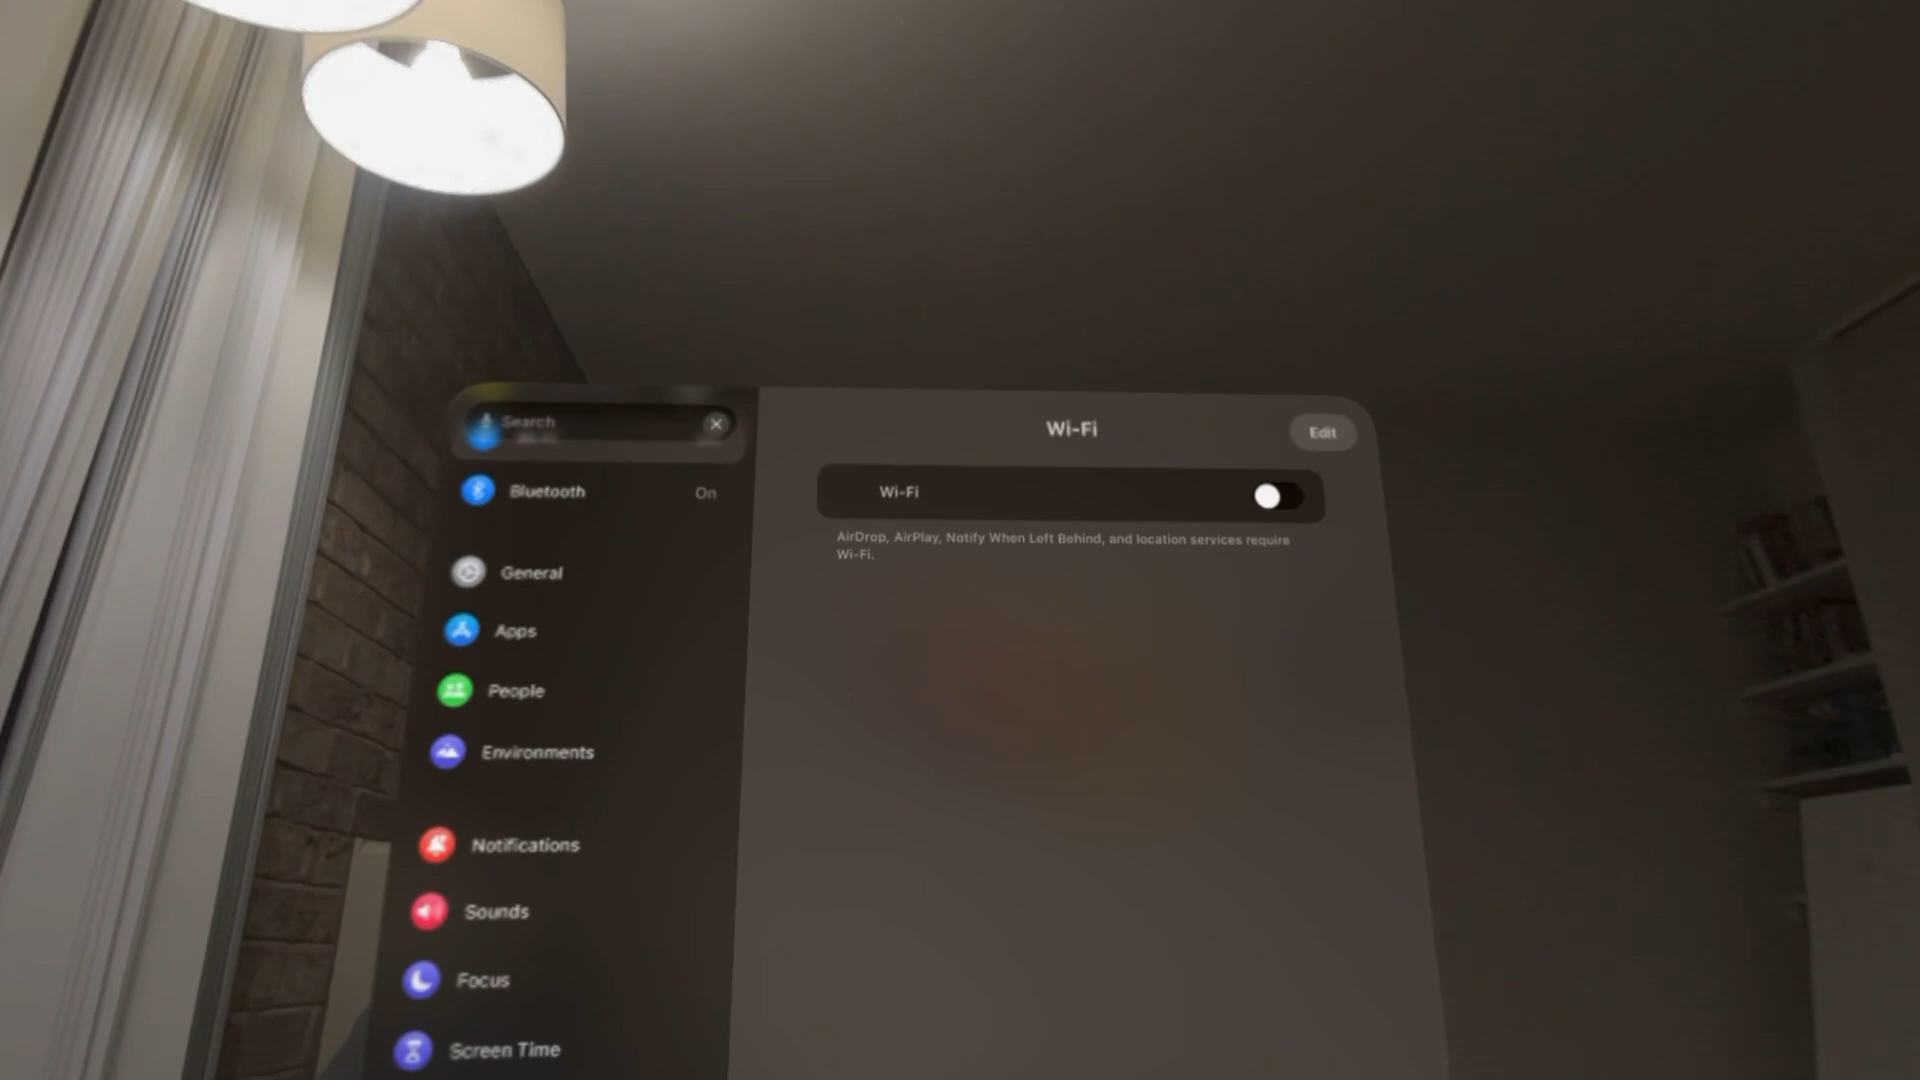 Search
Wi-Fi
Edit
Bluetooth
On
Wi-Fi
AirDrop, AirPlay, Notify When Left Behind, and location services require
Wi-Fi.
General
Apps
People
Environments
Notifications
Sounds
Focus
Screen Time